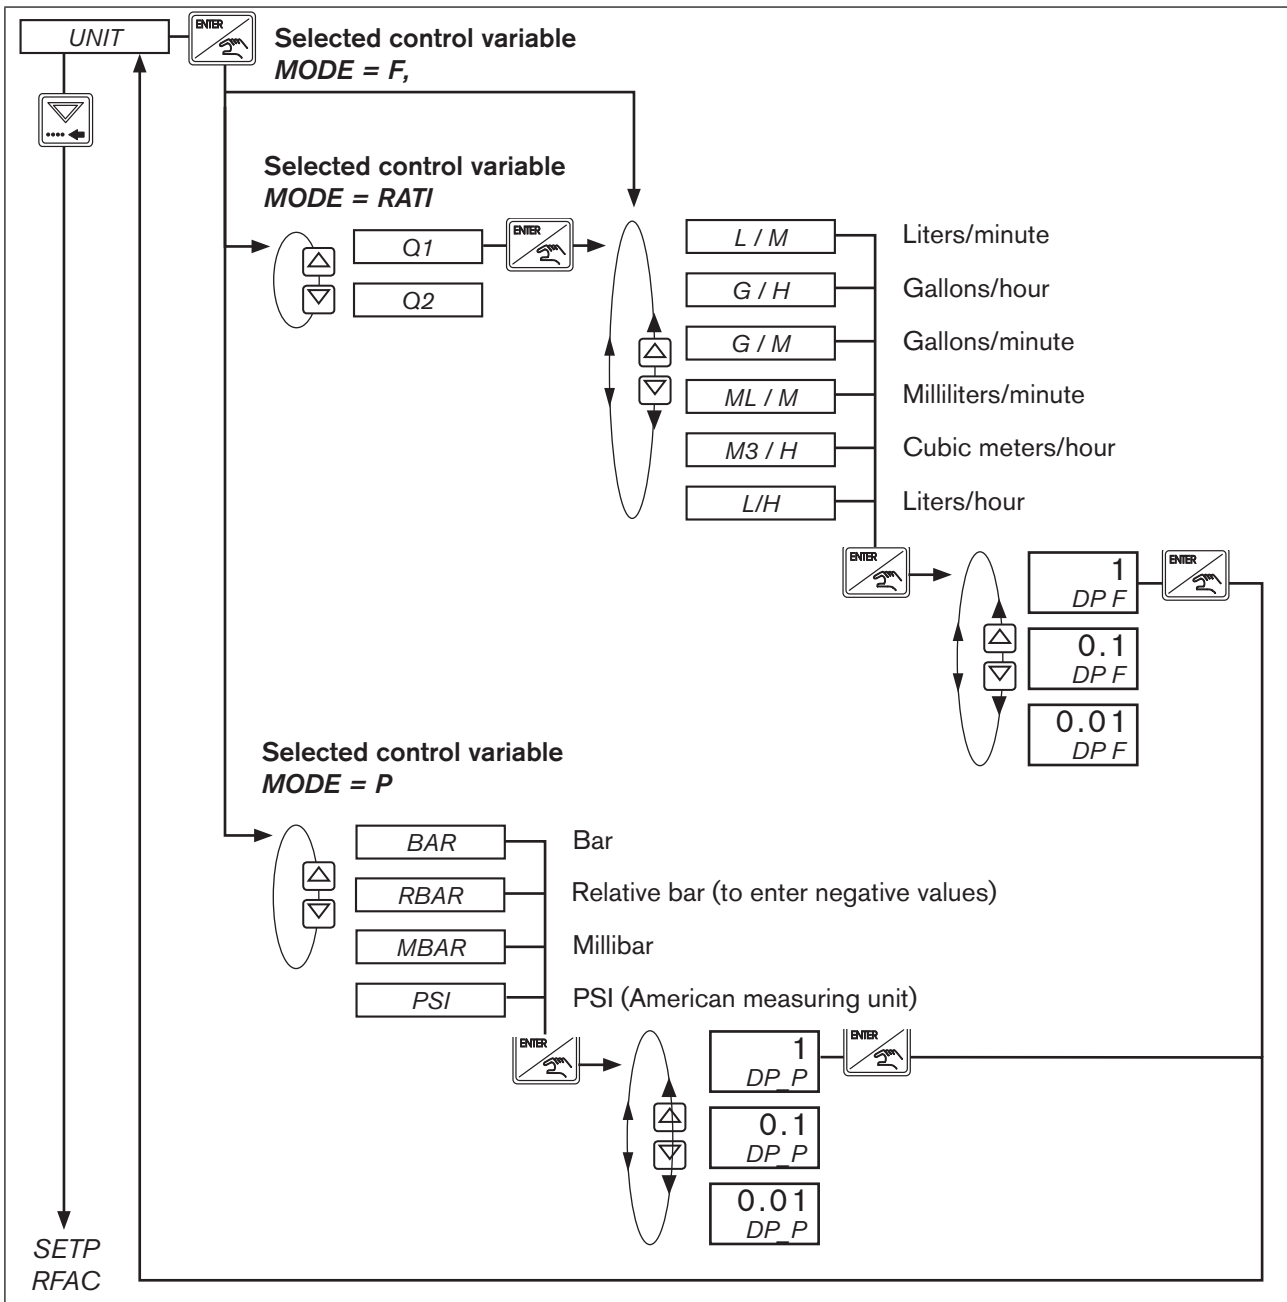 UNIT
ENTER
Selected control variable
MODE = F,
Selected control variable
MODE = RATI
Q1
ENTER
Q2
L / M Liters/minute
G / H Gallons/hour
G / M Gallons/minute
ML / M Milliliters/minute
M3 / H Cubic meters/hour
L/H Liters/hour
ENTER
1
DP F
ENTER
0.1
DP F
0.01
DP F
Selected control variable
MODE = P
BAR Bar
RBAR Relative bar (to enter negative values)
MBAR Millibar
PSI PSI (American measuring unit)
ENTER
1
DP_P
ENTER
0.1
DP_P
0.01
DP_P
SETP
RFAC